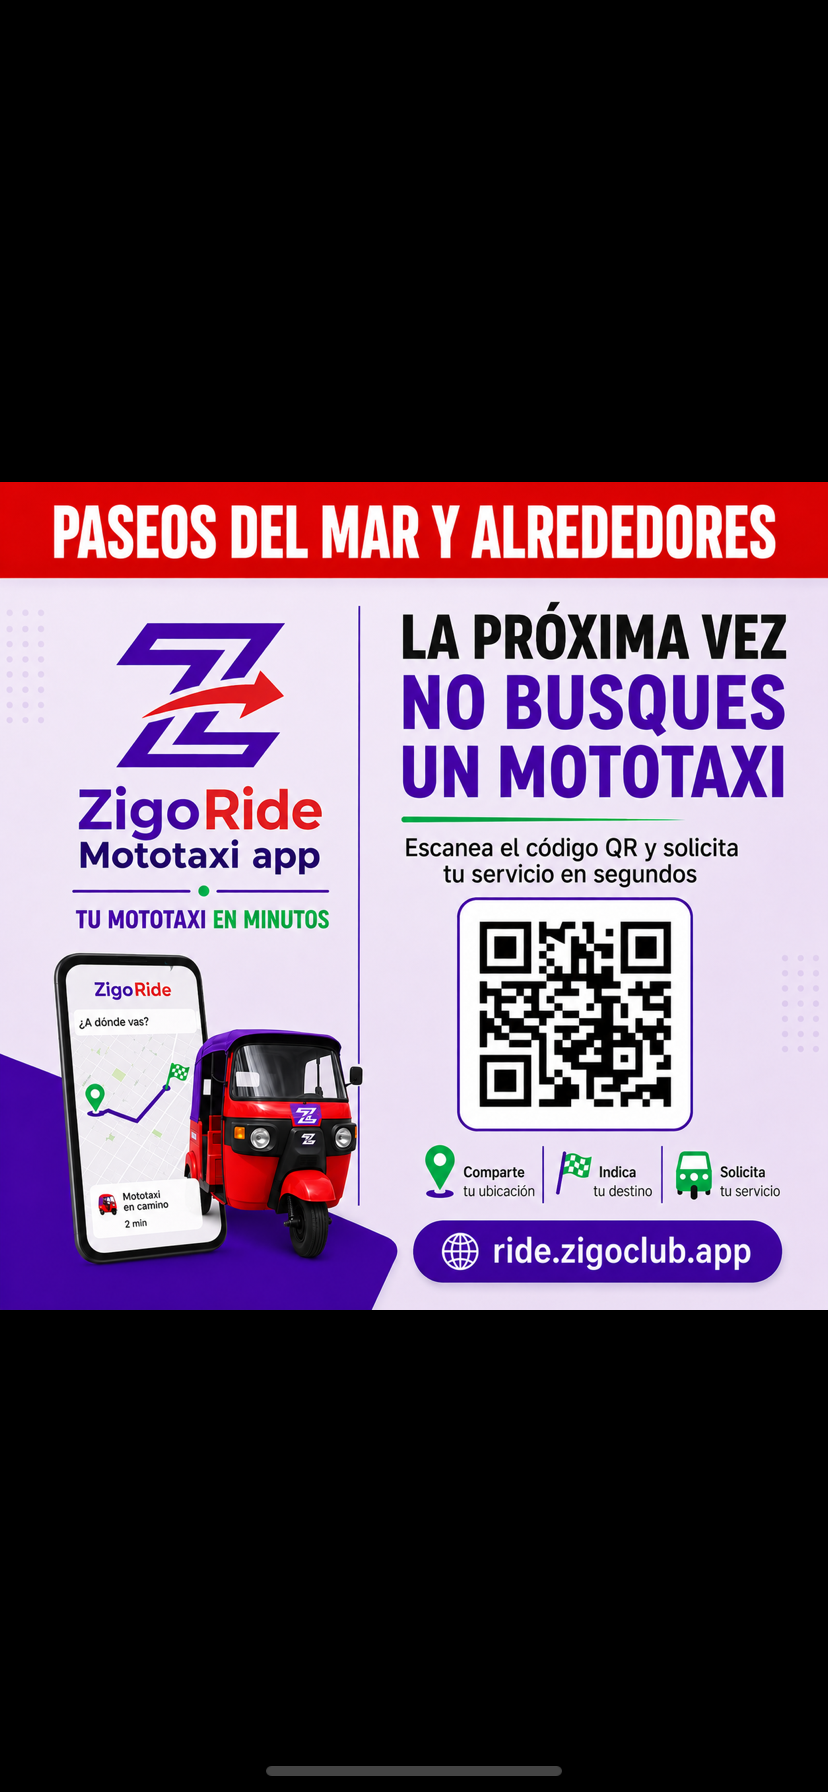 PASEOS DEL MAR Y ALREDEDORES
ZigoRide
Mototaxi app
TU MOTOTAXI EN MINUTOS
ZigoRide
¿A dónde vas?
Mototaxi
en camino
2 min
LA PRÓXIMA VEZ
NO BUSQUES
UN MOTOTAXI
Escanea el código QR y solicita
tu servicio en segundos
Comparte
tu ubicación
Indica
tu destino
Solicita
tu servicio
ride.zigoclub.app